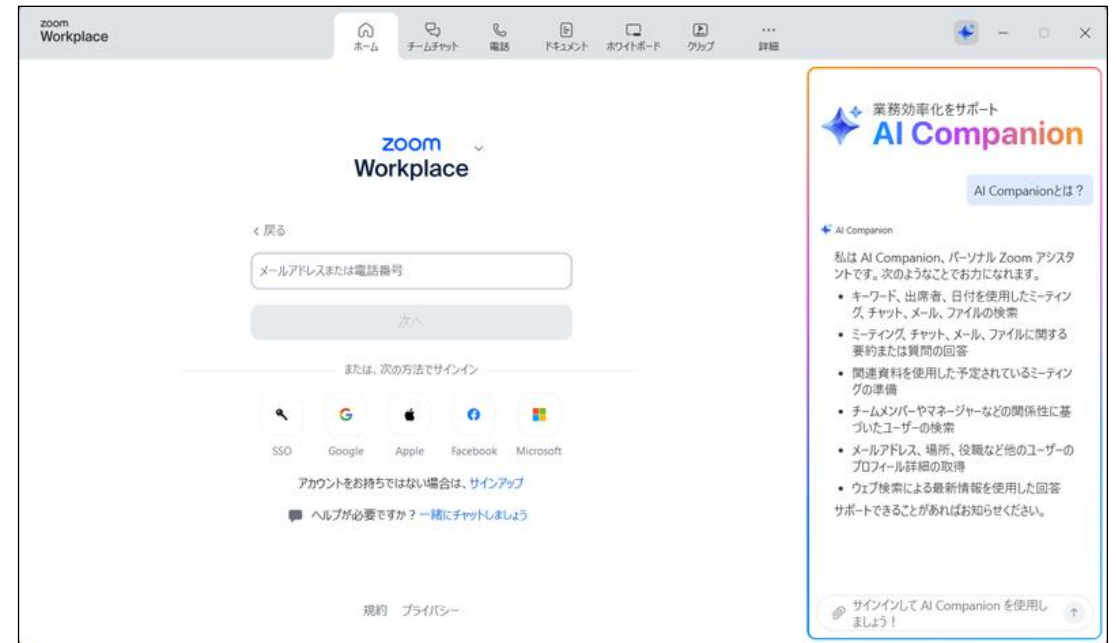 zoom
Workplace
ホーム
チームチャット
電話
ドキュメント
ホワイトボード
クリップ
詳細
zoom
Workplace
戻る
メールアドレスまたは電話番号
次へ
または、次の方法でサインイン
SSO
Google
Apple
Facebook
Microsoft
アカウントをお持ちではない場合は、サインアップ
ヘルプが必要ですか？一緒にチャットしましょう
規約 プライバシー
業務効率化をサポート
AI Companion
AI Companionとは？
AI Companion
私は AI Companion、パーソナル Zoom アシスタ
ントです。次のようなことでお力になれます。
• キーワード、出席者、日付を使用したミーティン
グ、チャット、メール、ファイルの検索
• ミーティング、チャット、メール、ファイルに関する
要約または質問の回答
• 関連資料を使用した予定されているミーティン
グの準備
• チームメンバーやマネージャーなどの関係性に基
づいたユーザーの検索
• メールアドレス、場所、役職など他のユーザーの
プロフィール詳細の取得
• ウェブ検索による最新情報を使用した回答
サポートできることがあればお知らせください。
サインインして AI Companion を使用し
ましょう！